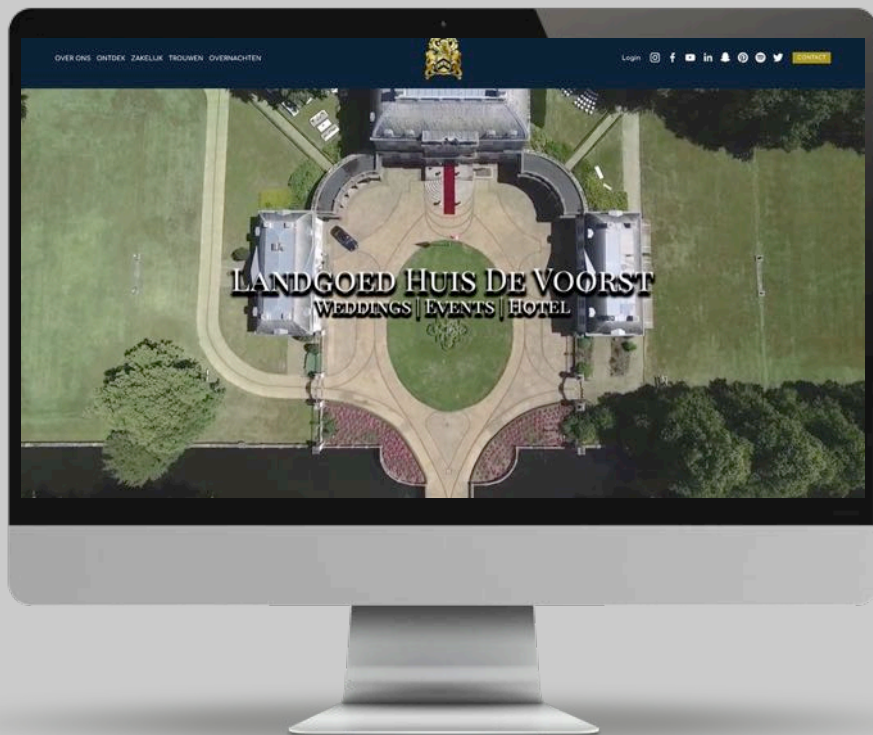 OVER ONS ONTDEK ZAKELIJK TROUWEN OVERNACHTEN
Login
CONTACT
LANDGOED HUIS DE VOORST
WEDDINGS | EVENTS | HOTEL